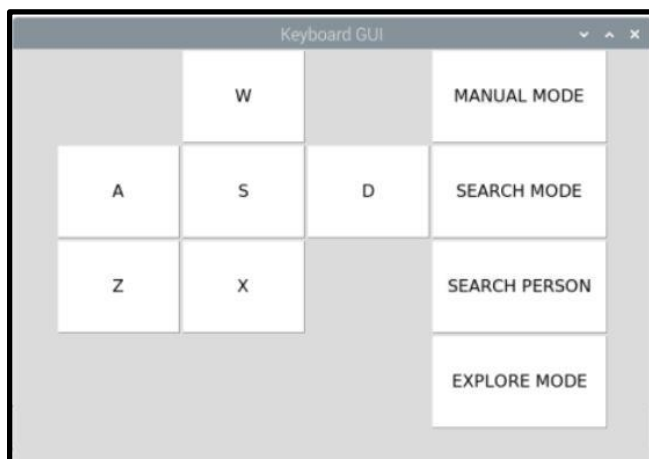 Keyboard GUI
W MANUAL MODE
A S D SEARCH MODE
Z X SEARCH PERSON
EXPLORE MODE